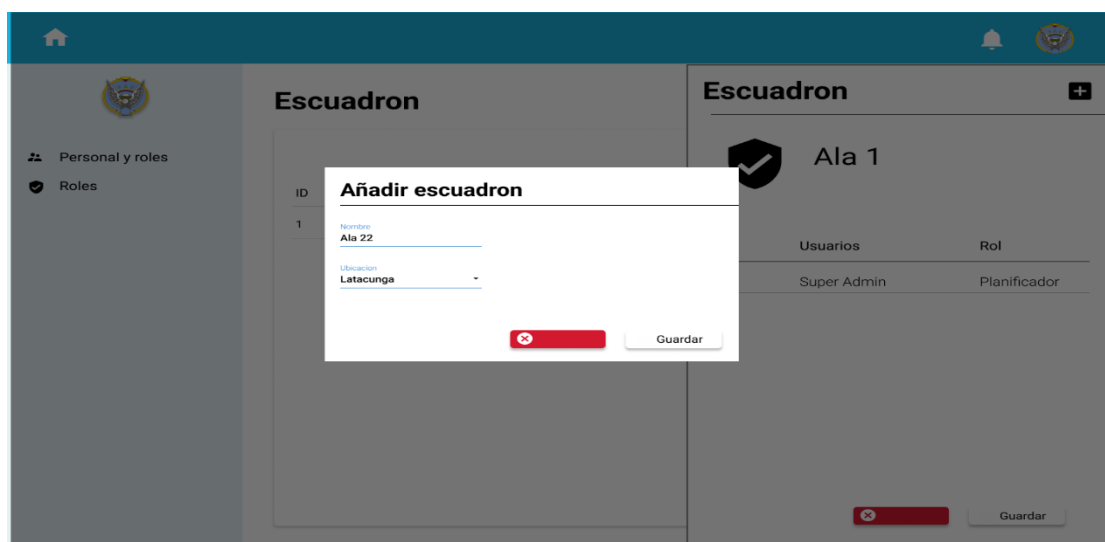 Escuadron
Personal y roles
Roles
Escuadron
ID
1
Añadir escuadron
Nombre
Ala 22
Ubicacion
Latacunga
Guardar
Ala 1
Usuarios
Rol
Super Admin
Planificador
Guardar